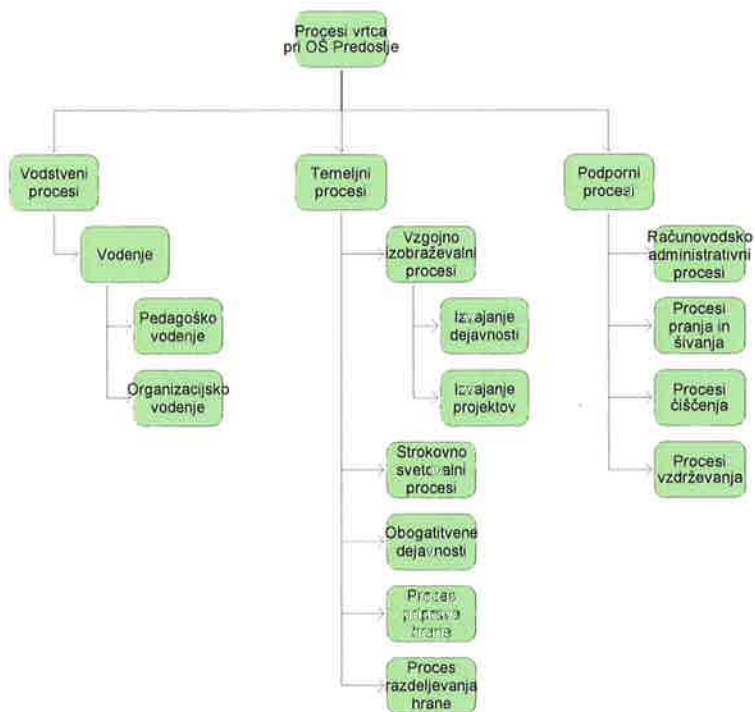 Procesi vrtca
pri OŠ Predoslje
Vodstveni
procesi
Vodenje
Pedagoško
vodenje
Organizacijsko
vodenje
Temeljni
procesi
Vzgojno
izobraževalni
procesi
Izvajanje
dejavnosti
Izvajanje
projektov
Strokovno
svetovalni
procesi
Obogatitvene
dejavnosti
Proces
priprave
hrane
Proces
razdeljevanja
hrane
Podporni
procesi
Računovodsko
administrativni
procesi
Procesi
pranja in
šivanja
Procesi
čiščenja
Procesi
vzdrževanja